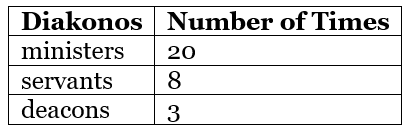 Diakonos Number of Times
ministers 20
servants 8
deacons 3